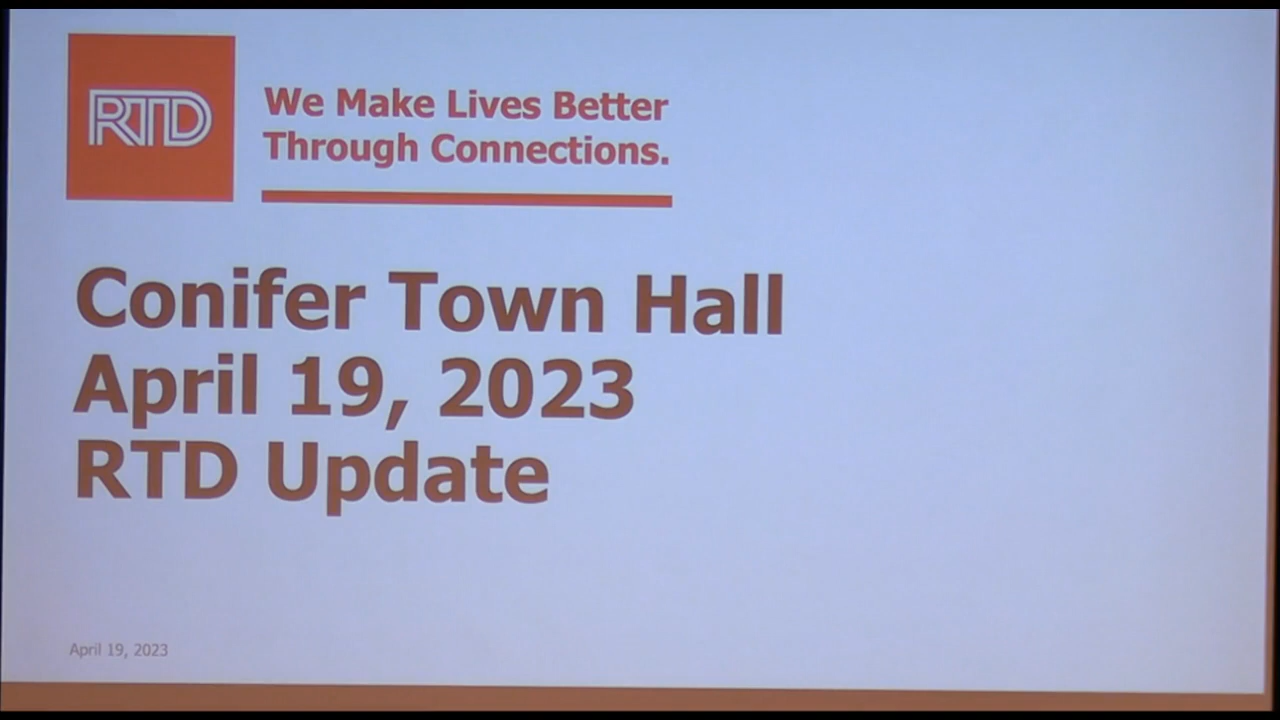 RTD
We Make Lives Better
Through Connections.
Conifer Town Hall
April 19, 2023
RTD Update
April 19, 2023